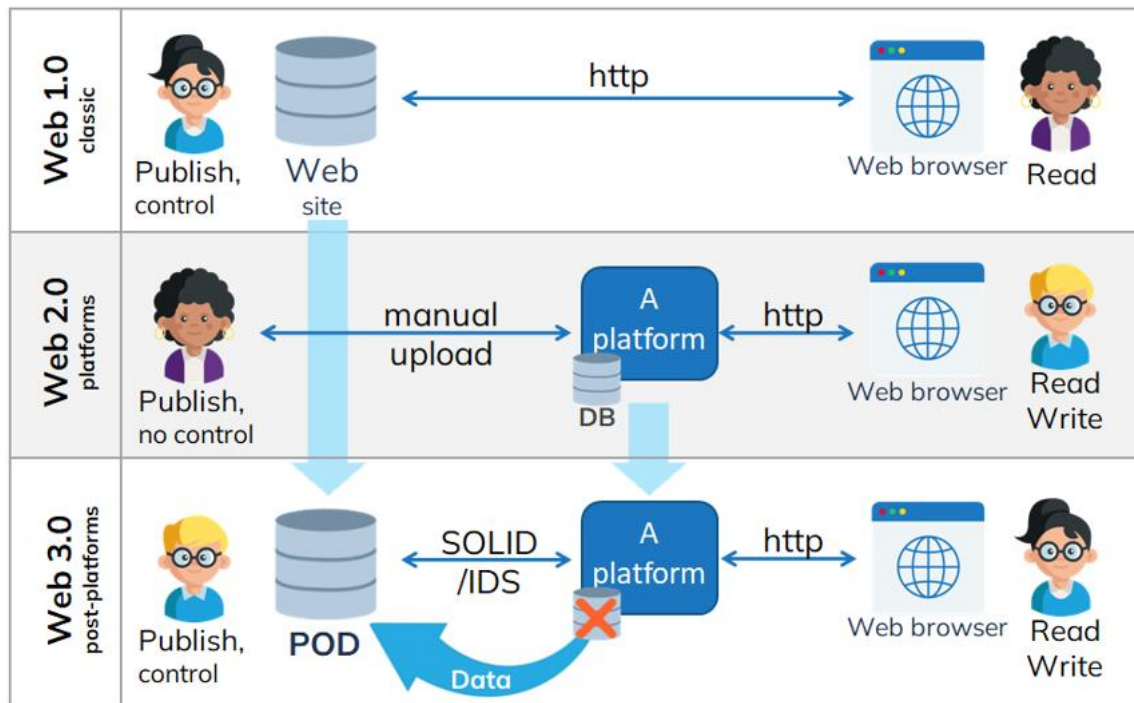 Web 1.0
classic
Publish,
control
Web
site
http
Web browser
Read
Web 2.0
platforms
Publish,
no control
manual
upload
A
platform
DB
http
Web browser
Read
Write
Web 3.0
post-platforms
Publish,
control
POD
SOLID
/IDS
Data
A
platform
http
Web browser
Read
Write